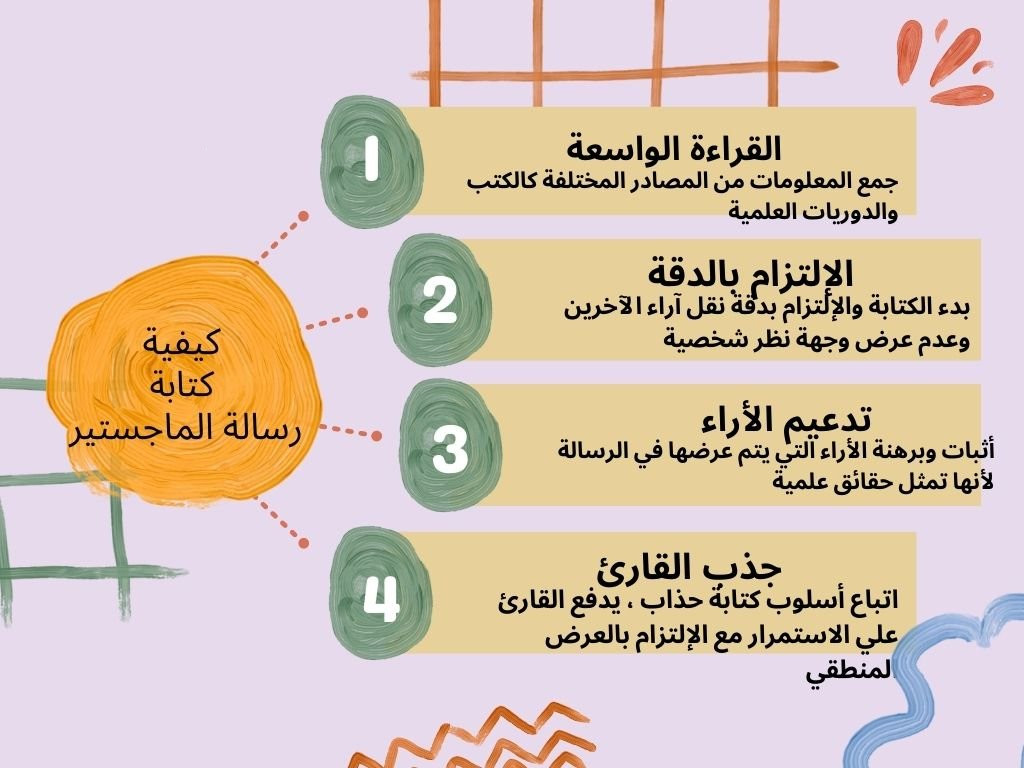 كيفية
كتابة
رسالة الماجستير
1
القراءة الواسعة
جمع المعلومات من المصادر المختلفة كالكتب
والدوريات العلمية
2
الإلتزام بالدقة
بدء الكتابة والإلتزام بدقة نقل آراء الآخرين
وعدم عرض وجهة نظر شخصية
3
تدعيم الأراء
أثبات وبرهنة الأراء التي يتم عرضها في الرسالة
لأنها تمثل حقائق علمية
4
جذب القارئ
اتباع أسلوب كتابة حذاب ، يدفع القارئ
علي الاستمرار مع الإلتزام بالعرض
المنطقي